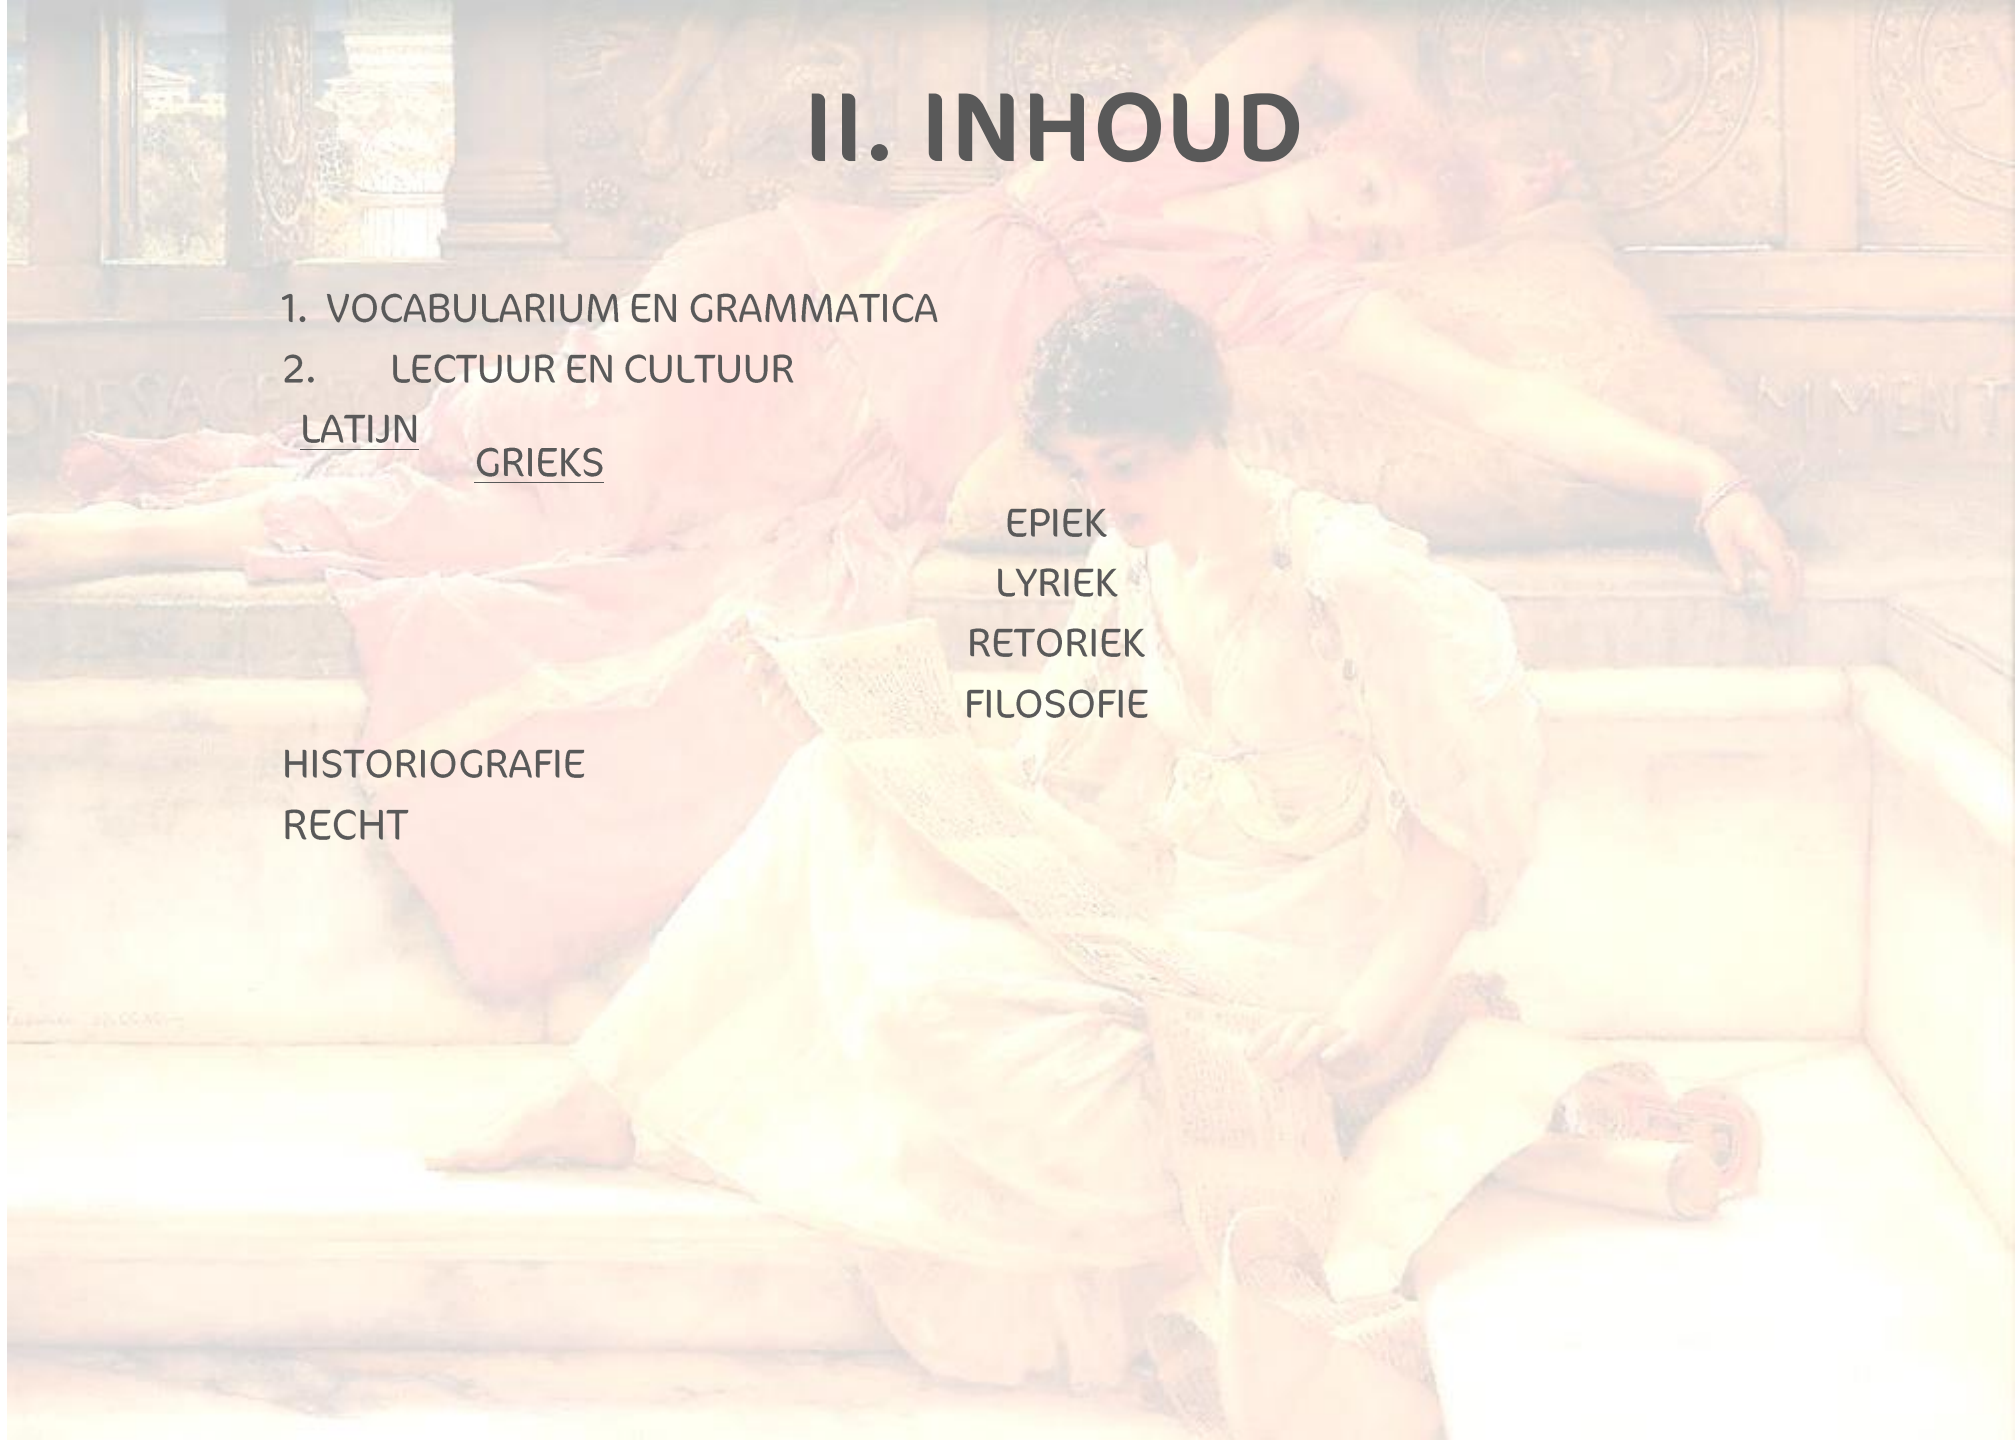 II. INHOUD
1. VOCABULARIUM EN GRAMMATICA
2. LECTUUR EN CULTUUR
LATIJN
GRIEKS
EPIEK
LYRIEK
RETORIEK
FILOSOFIE
HISTORIOGRAFIE
RECHT